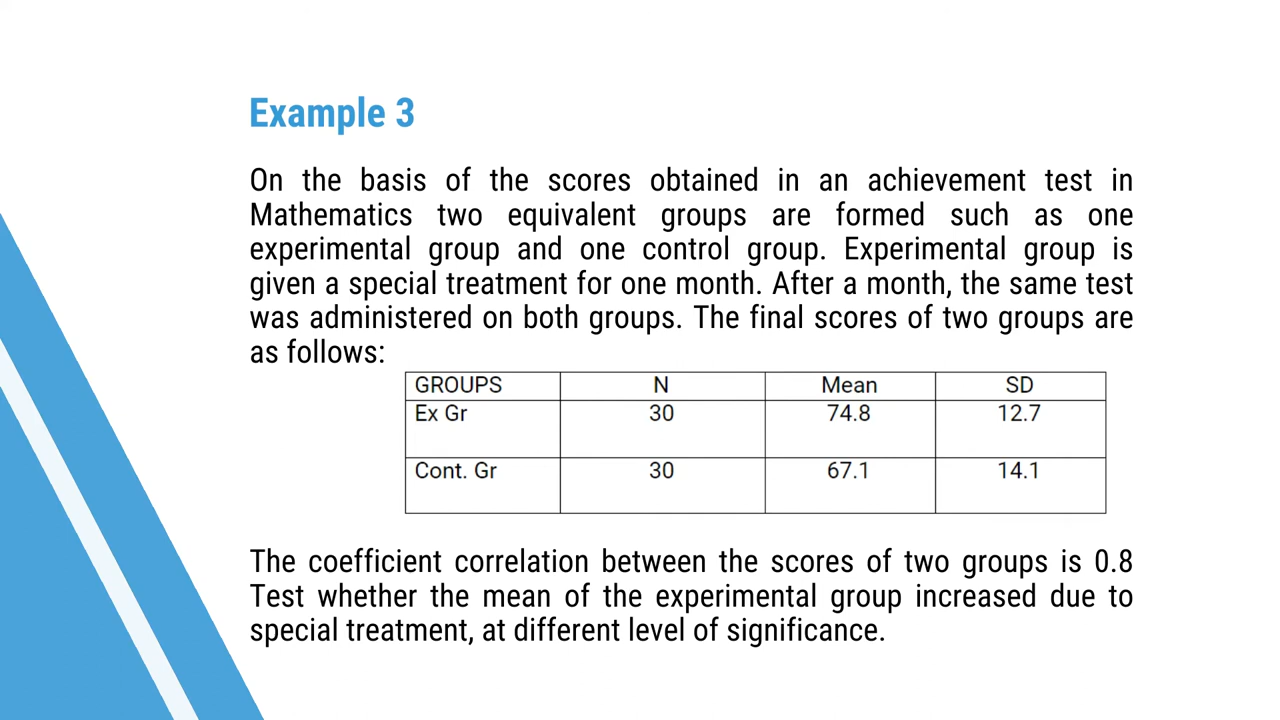 Example 3
On the basis of the scores obtained in an achievement test in
Mathematics two equivalent groups are formed such as one
experimental group and one control group. Experimental group is
given a special treatment for one month. After a month, the same test
was administered on both groups. The final scores of two groups are
as follows:
GROUPS N Mean SD
Ex Gr 30 74.8 12.7
Cont. Gr 30 67.1 14.1
The coefficient correlation between the scores of two groups is 0.8
Test whether the mean of the experimental group increased due to
special treatment, at different level of significance.